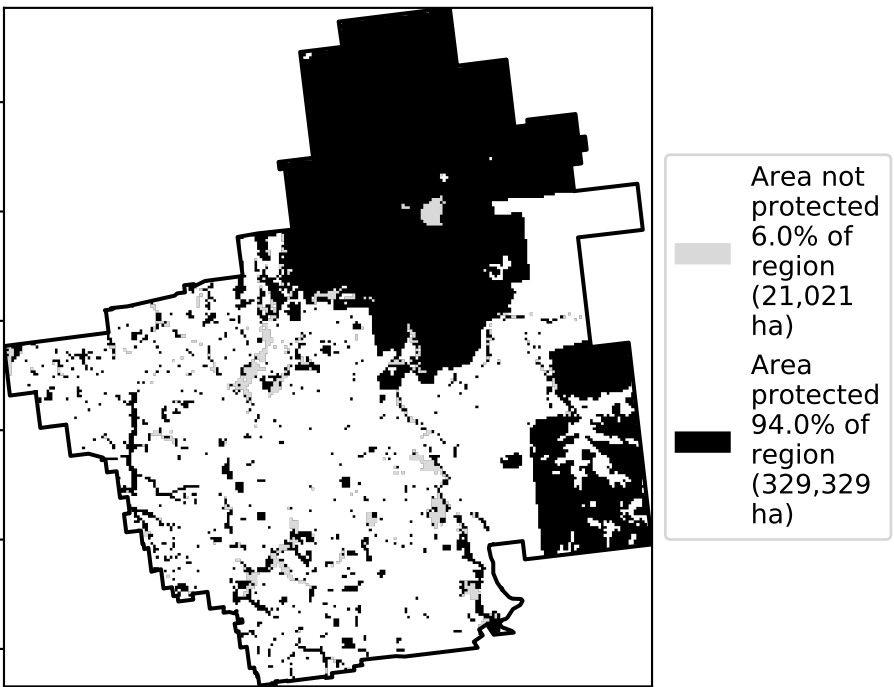 Area not
protected
6.0% of
region
(21,021
ha)
Area
protected
94.0% of
region
(329,329
ha)